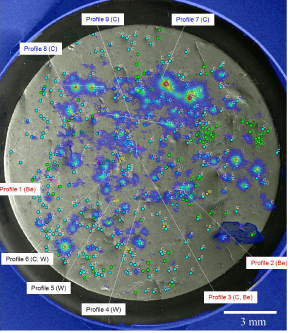 Profile 9 (C)
Profile 7 (C)
Profile 8 (C)
Profile 1 (Be)
Profile 6 (C, W)
Profile 2 (Be)
Profile 5 (W)
Profile 3 (C, Be)
Profile 4 (W)
3 mm